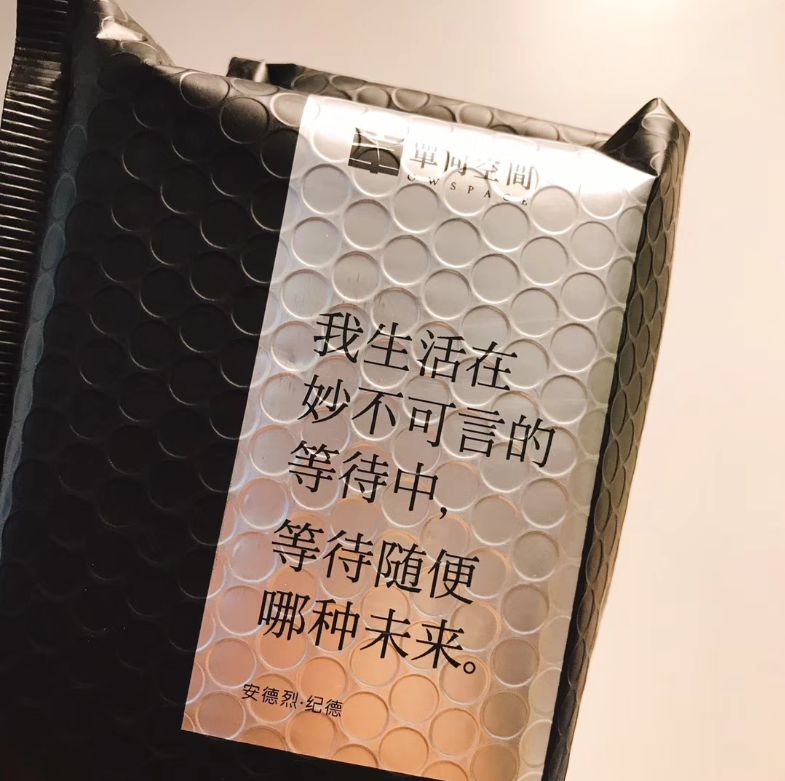 單向空間
OWSPACE
我生活在
妙不可言的
等待中,
等待随便
哪种未来。
安德烈·纪德